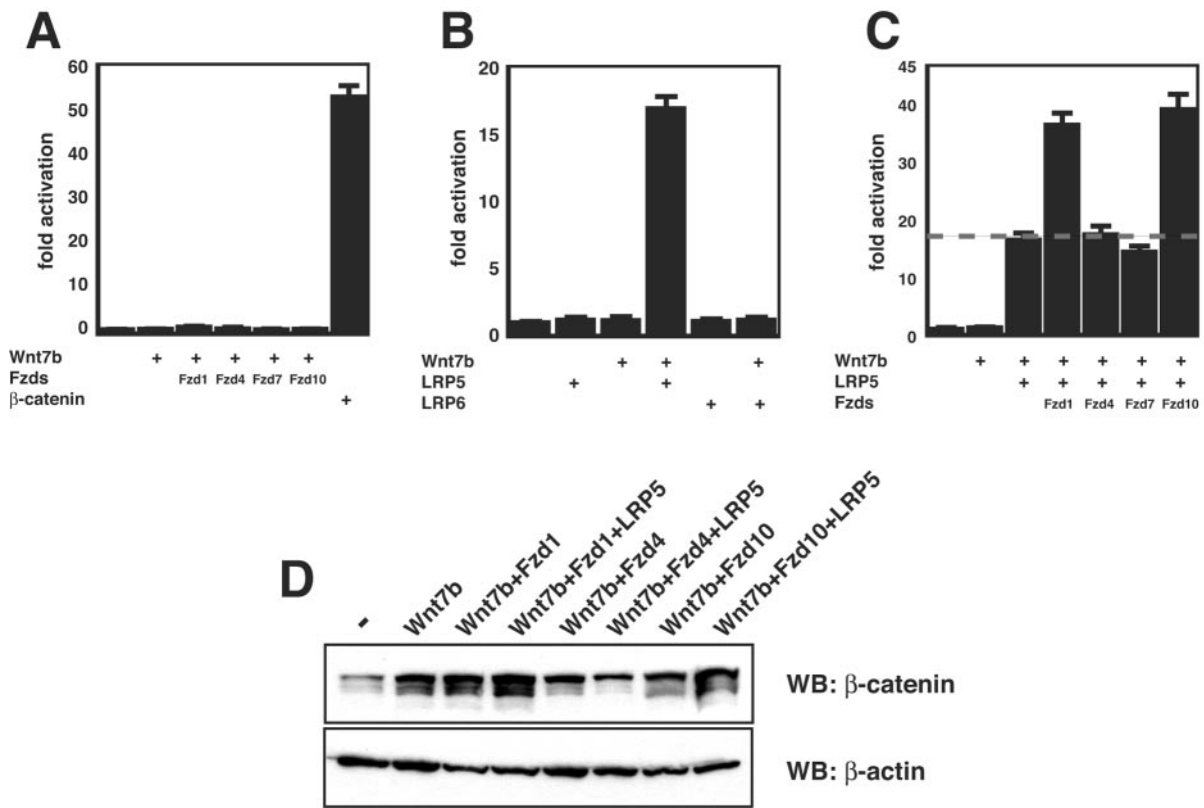 A
fold activation
60
50
40
30
20
10
0
Wnt7b + + + + +
Fzds Fzd1 Fzd4 Fzd7 Fzd10
β-catenin +
B
fold activation
20
15
10
5
0
Wnt7b + + +
LRP5 + +
LRP6 + +
C
fold activation
45
40
30
20
10
0
Wnt7b + + + + + +
LRP5 + + + + +
Fzds Fzd1 Fzd4 Fzd7 Fzd10
D
-
Wnt7b
Wnt7b+Fzd1
Wnt7b+Fzd1+LRP5
Wnt7b+Fzd4
Wnt7b+Fzd4+LRP5
Wnt7b+Fzd10
Wnt7b+Fzd10+LRP5
WB: β-catenin
WB: β-actin